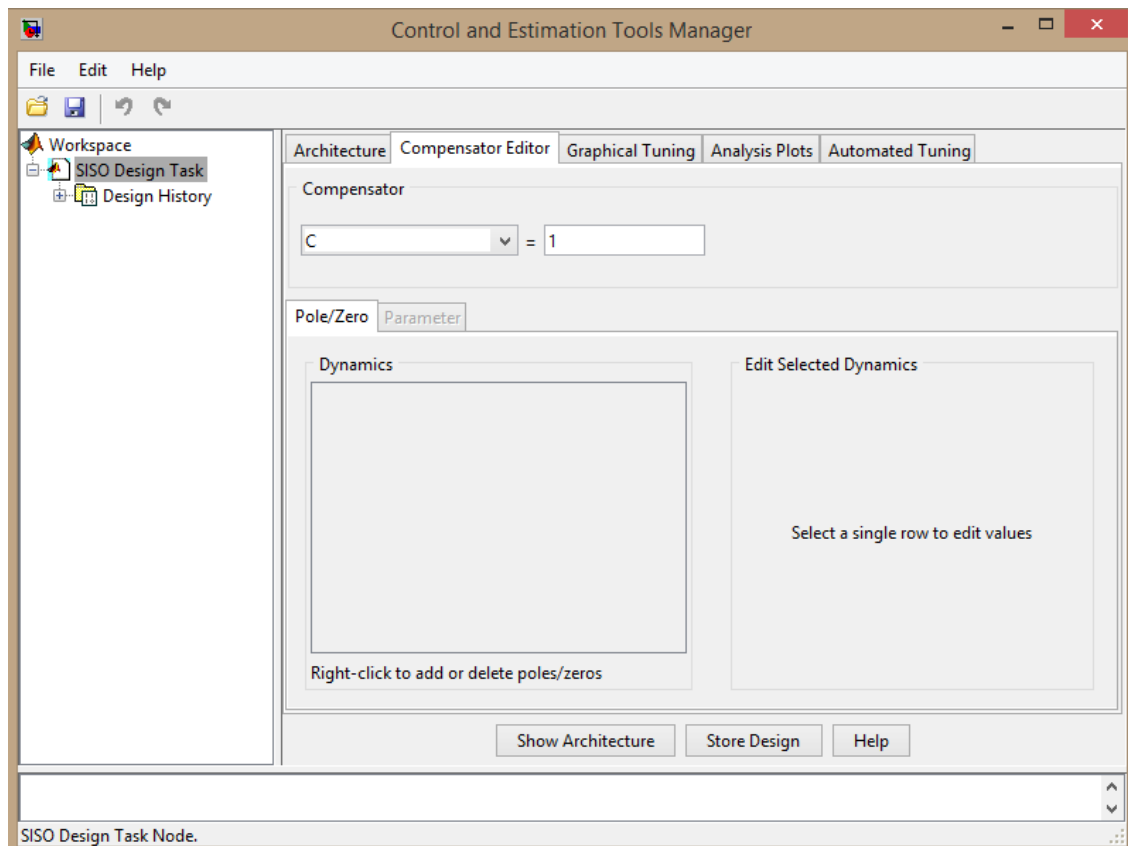 Control and Estimation Tools Manager
File Edit Help
Workspace
SISO Design Task
Design History
Architecture Compensator Editor Graphical Tuning Analysis Plots Automated Tuning
Compensator
C = 1
Pole/Zero Parameter
Dynamics
Edit Selected Dynamics
Select a single row to edit values
Right-click to add or delete poles/zeros
Show Architecture Store Design Help
SISO Design Task Node.